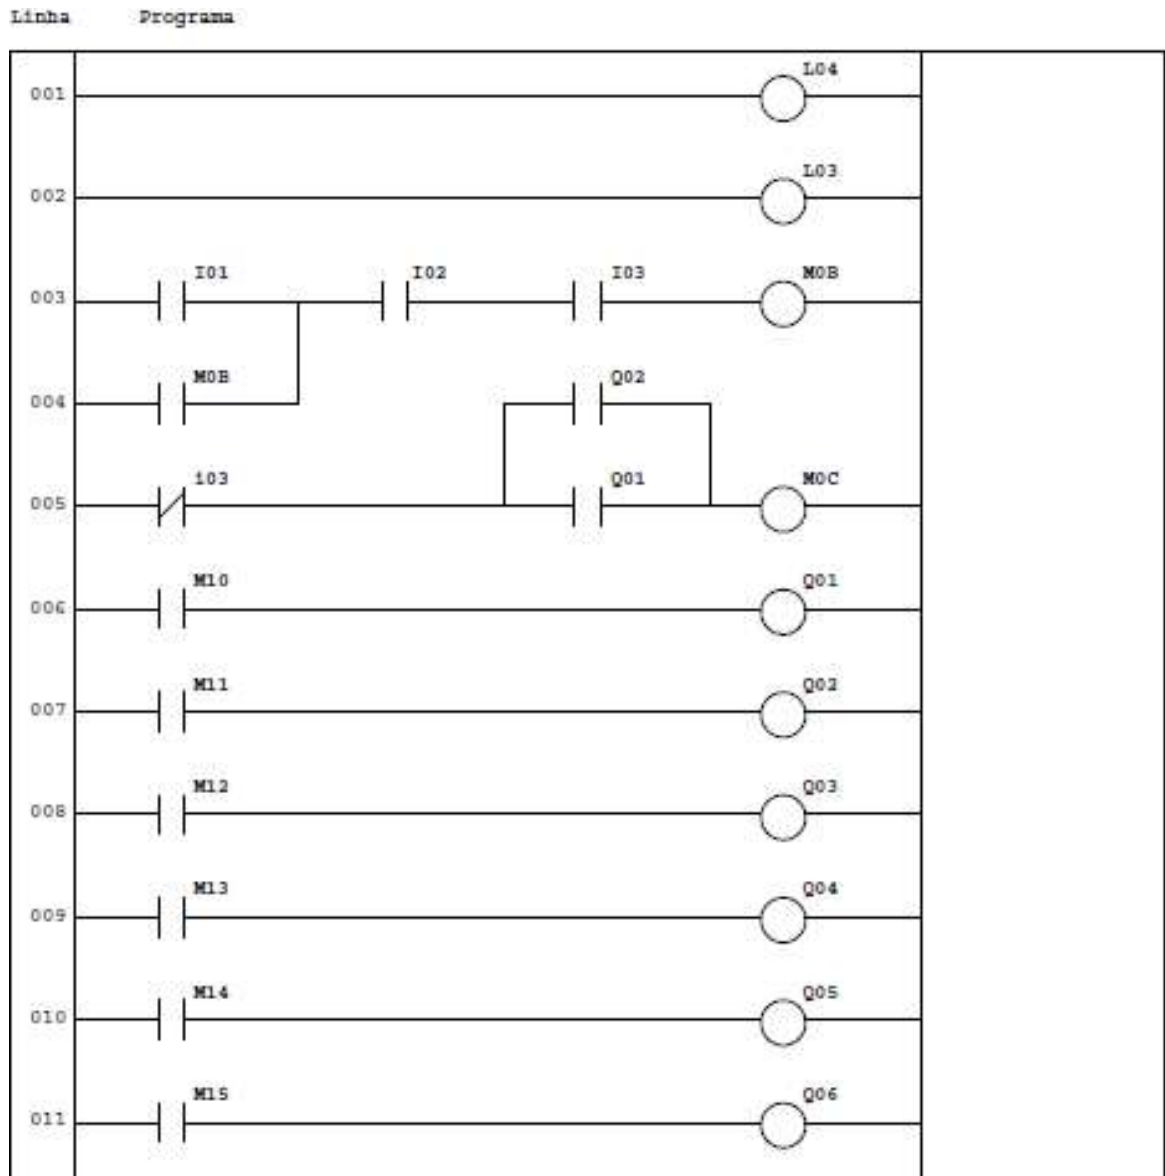 Linha Programa
L04
001
L03
002
I01 I02 I03 M0B
003
M0B Q02
004
i03 Q01 M0C
005
M10 Q01
006
M11 Q02
007
M12 Q03
008
M13 Q04
009
M14 Q05
010
M15 Q06
011